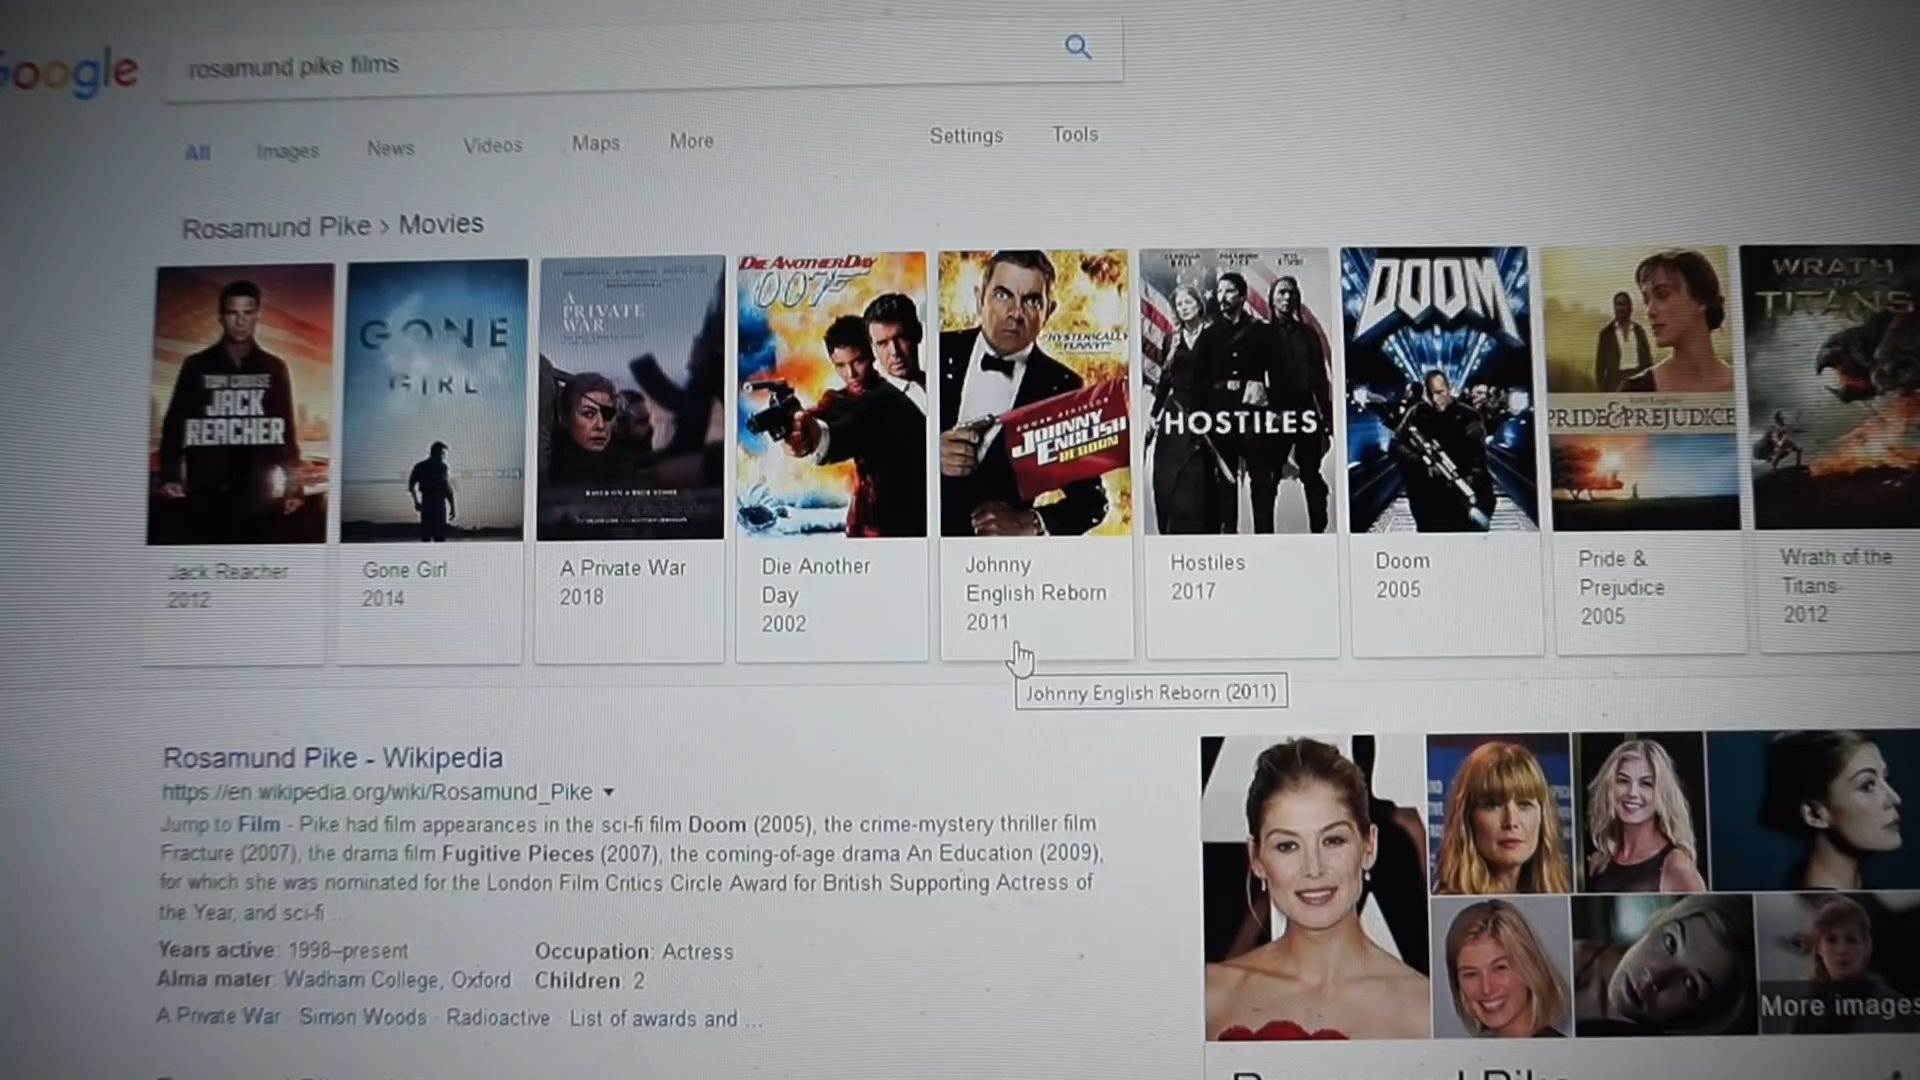 Google
rosamund pike films
All Images News Videos Maps More Settings Tools
Rosamund Pike › Movies
TOM CRUISE
JACK
REACHER
GONE
GIRL
A
PRIVATE
WAR
DIE ANOTHER DAY
007
HYSTERICALLY
FUNNY
JOHNNY
ENGLISH
REBORN
HOSTILES
DOOM
PRIDE & PREJUDICE
WRATH
TITANS
Jack Reacher
2012
Gone Girl
2014
A Private War
2018
Die Another
Day
2002
Johnny
English Reborn
2011
Hostiles
2017
Doom
2005
Pride &
Prejudice
2005
Wrath of the
Titans
2012
Johnny English Reborn (2011)
Rosamund Pike - Wikipedia
https://en.wikipedia.org/wiki/Rosamund_Pike
Jump to Film - Pike had film appearances in the sci-fi film Doom (2005), the crime-mystery thriller film
Fracture (2007), the drama film Fugitive Pieces (2007), the coming-of-age drama An Education (2009),
for which she was nominated for the London Film Critics Circle Award for British Supporting Actress of
the Year, and sci-fi ...
Years active: 1998–present Occupation: Actress
Alma mater: Wadham College, Oxford Children: 2
A Private War · Simon Woods · Radioactive · List of awards and ...
More images